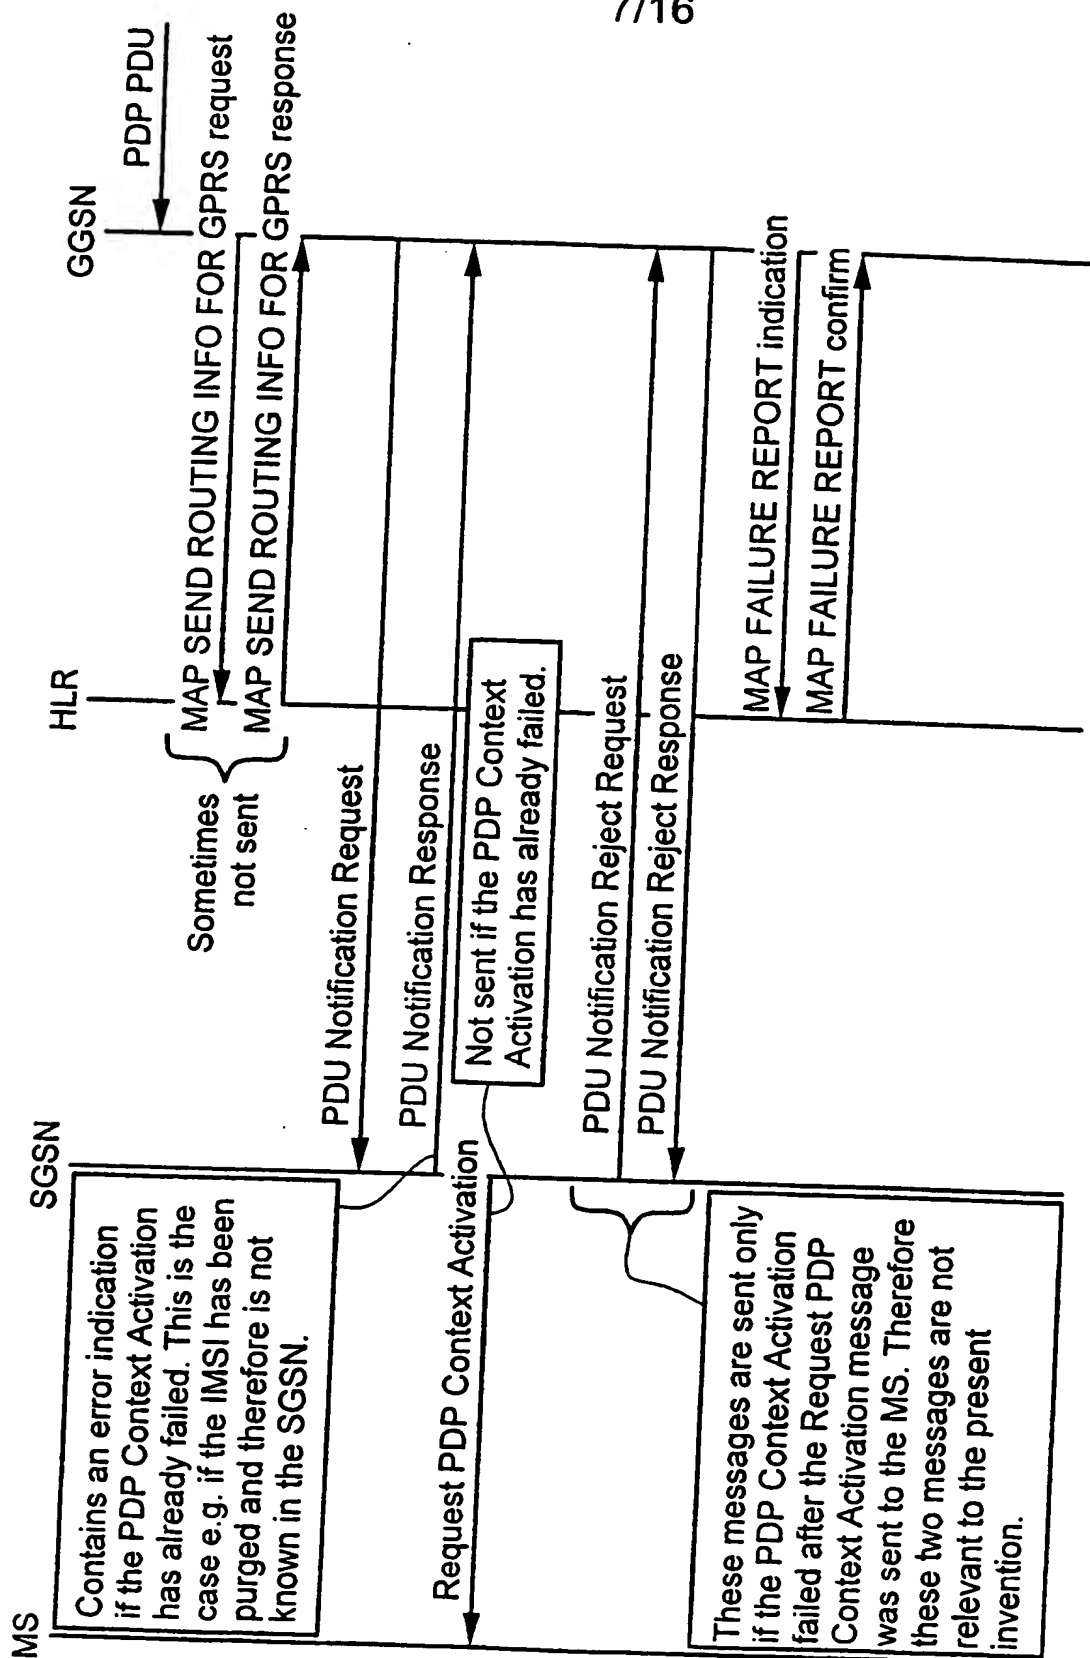 7/16
MS
SGSN
HLR
GGSN
PDP PDU
MAP SEND ROUTING INFO FOR GPRS request
MAP SEND ROUTING INFO FOR GPRS response
Sometimes
not sent
PDU Notification Request
PDU Notification Response
Contains an error indication
if the PDP Context Activation
has already failed. This is the
case e.g. if the IMSI has been
purged and therefore is not
known in the SGSN.
Request PDP Context Activation
Not sent if the PDP Context
Activation has already failed.
PDU Notification Reject Request
PDU Notification Reject Response
These messages are sent only
if the PDP Context Activation
failed after the Request PDP
Context Activation message
was sent to the MS. Therefore
these two messages are not
relevant to the present
invention.
MAP FAILURE REPORT indication
MAP FAILURE REPORT confirm